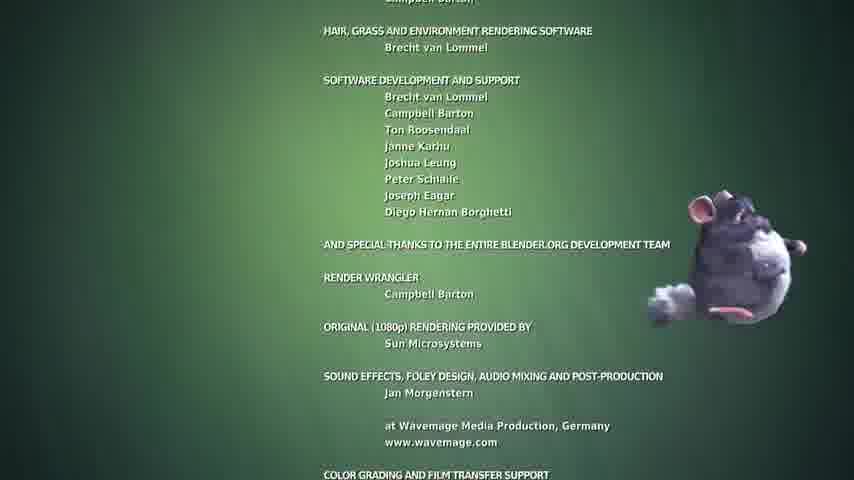 Campbell Barton
HAIR, GRASS AND ENVIRONMENT RENDERING SOFTWARE
Brecht van Lommel
SOFTWARE DEVELOPMENT AND SUPPORT
Brecht van Lommel
Campbell Barton
Ton Roosendaal
Janne Karhu
Joshua Leung
Peter Schlaile
Joseph Eagar
Diego Hernan Borghetti
AND SPECIAL THANKS TO THE ENTIRE BLENDER.ORG DEVELOPMENT TEAM
RENDER WRANGLER
Campbell Barton
ORIGINAL (1080p) RENDERING PROVIDED BY
Sun Microsystems
SOUND EFFECTS, FOLEY DESIGN, AUDIO MIXING AND POST-PRODUCTION
Jan Morgenstern
at Wavemage Media Production, Germany
www.wavemage.com
COLOR GRADING AND FILM TRANSFER SUPPORT